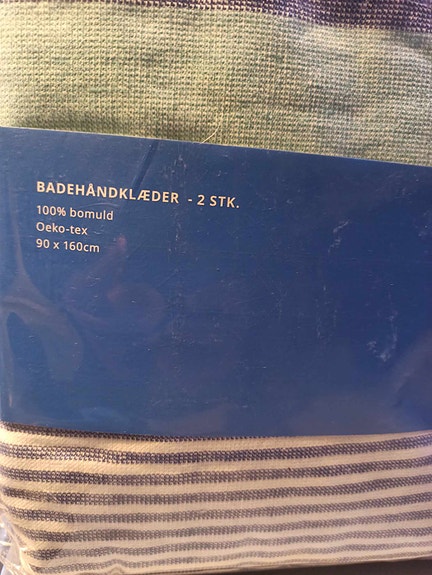 BADEHÅNDKLÆDER - 2 STK.
100% bomuld
Oeko-tex
90 x 160cm